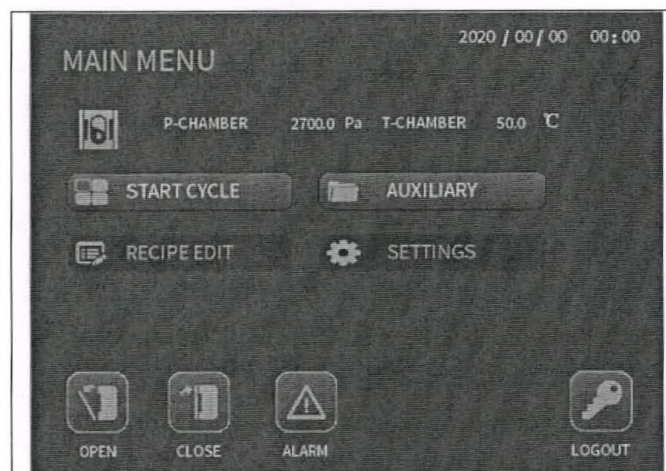 2020 / 00 / 00 00:00
MAIN MENU
P-CHAMBER 2700.0 Pa T-CHAMBER 50.0 ℃
START CYCLE AUXILIARY
RECIPE EDIT SETTINGS
OPEN CLOSE ALARM LOGOUT